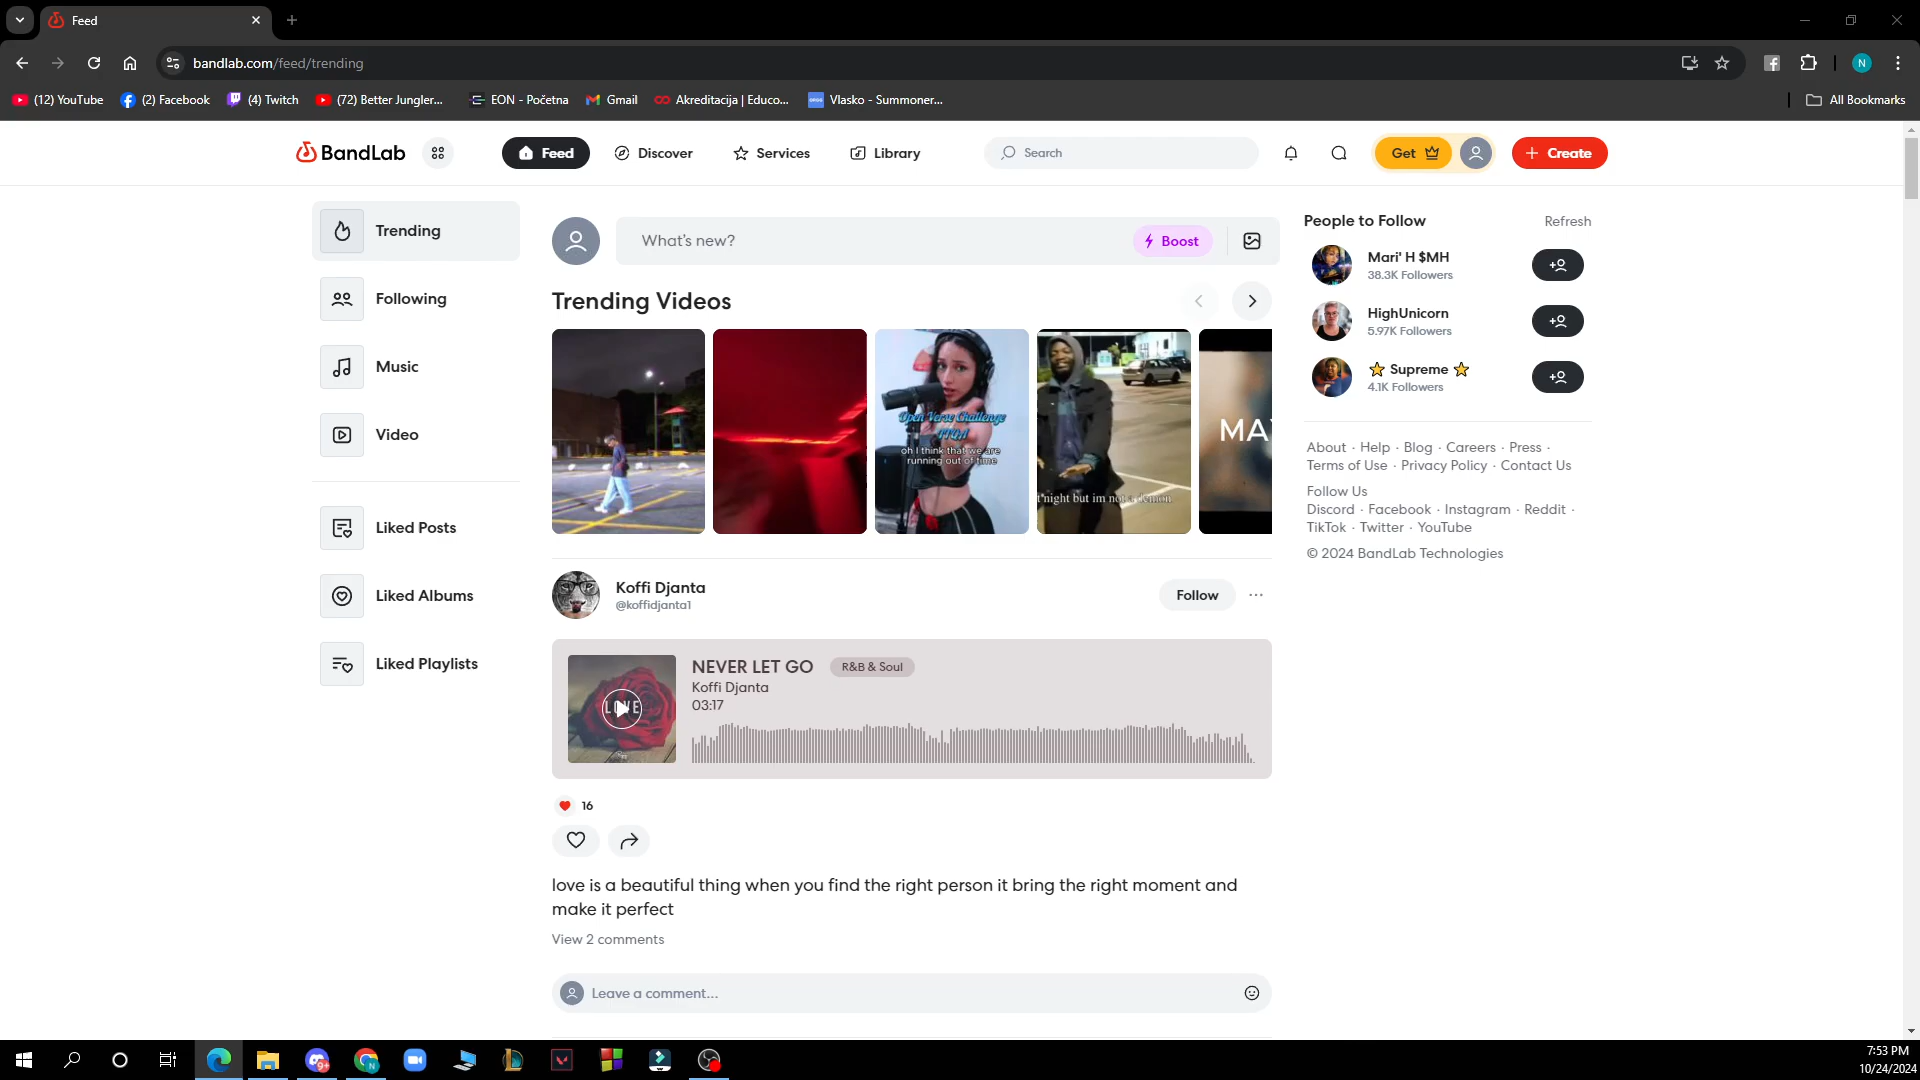 Feed
bandlab.com/feed/trending
N
(12) YouTube
(2) Facebook
(4) Twitch
(72) Better Jungler...
EON - Početna
Gmail
Akreditacija | Educo...
Vlasko - Summoner...
All Bookmarks
BandLab
Feed
Discover
Services
Library
Search
Get
Create
Trending
Following
Music
Video
Liked Posts
Liked Albums
Liked Playlists
What's new?
Boost
Trending Videos
Open Verse Challenge
oh I think that we are
running out of time
t night but im not a demon
MAY
Koffi Djanta
@koffidjanta1
Follow
LOVE
NEVER LET GO
R&B & Soul
Koffi Djanta
03:17
16
love is a beautiful thing when you find the right person it bring the right moment and
make it perfect
View 2 comments
Leave a comment...
People to Follow
Refresh
Mari' H $MH
38.3K Followers
HighUnicorn
5.97K Followers
⭐ Supreme ⭐
4.1K Followers
About · Help · Blog · Careers · Press ·
Terms of Use · Privacy Policy · Contact Us
Follow Us
Discord · Facebook · Instagram · Reddit ·
TikTok · Twitter · YouTube
© 2024 BandLab Technologies
9+
N
7:53 PM
10/24/2024